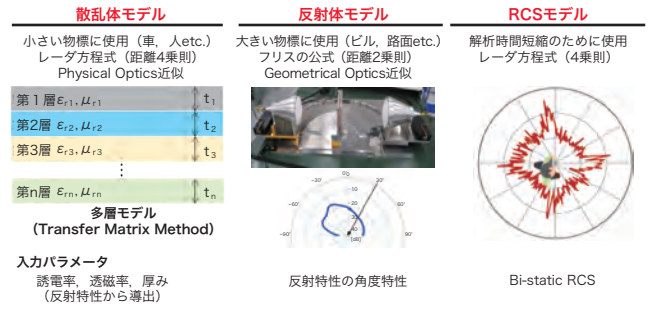 散乱体モデル
小さい物標に使用（車，人etc.）
レーダ方程式（距離4乗則）
Physical Optics近似
第１層 εr1, μr1 t1
第2層 εr2, μr2 t2
第3層 εr3, μr3 t3
⋮
第n層 εrn, μrn tn
多層モデル
（Transfer Matrix Method）
入力パラメータ
誘電率，透磁率，厚み
（反射特性から導出）
反射体モデル
大きい物標に使用（ビル，路面etc.）
フリスの公式（距離2乗則）
Geometrical Optics近似
0°
-30° 30°
-60° 60°
-90° 90°
[dB]
反射特性の角度特性
RCSモデル
解析時間短縮のために使用
レーダ方程式（4乗則）
Bi-static RCS